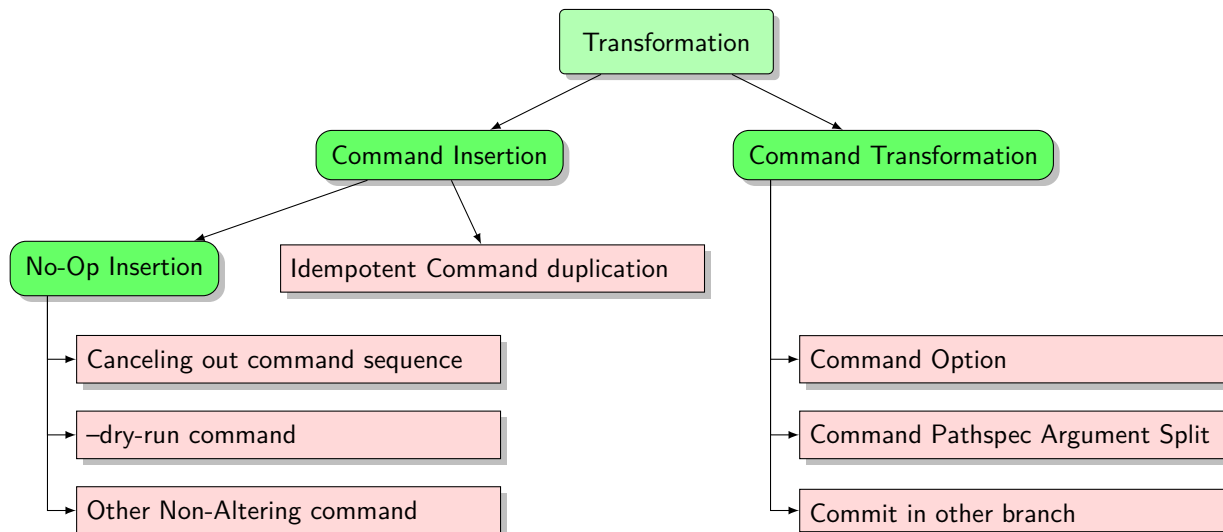 Transformation
Command Insertion
Command Transformation
No-Op Insertion
Idempotent Command duplication
Canceling out command sequence
Command Option
–dry-run command
Command Pathspec Argument Split
Other Non-Altering command
Commit in other branch